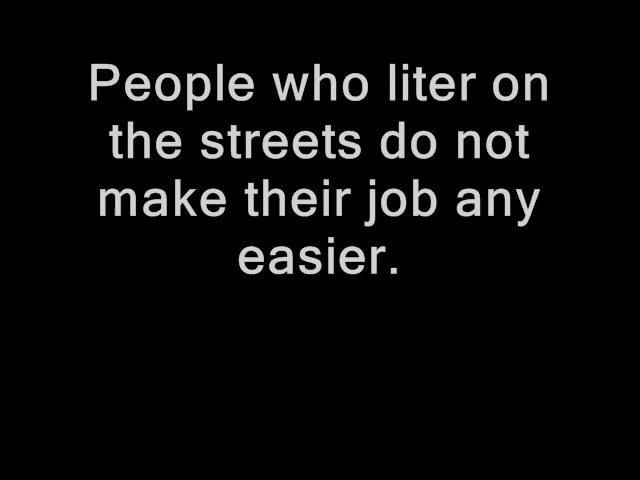 People who liter on
the streets do not
make their job any
easier.